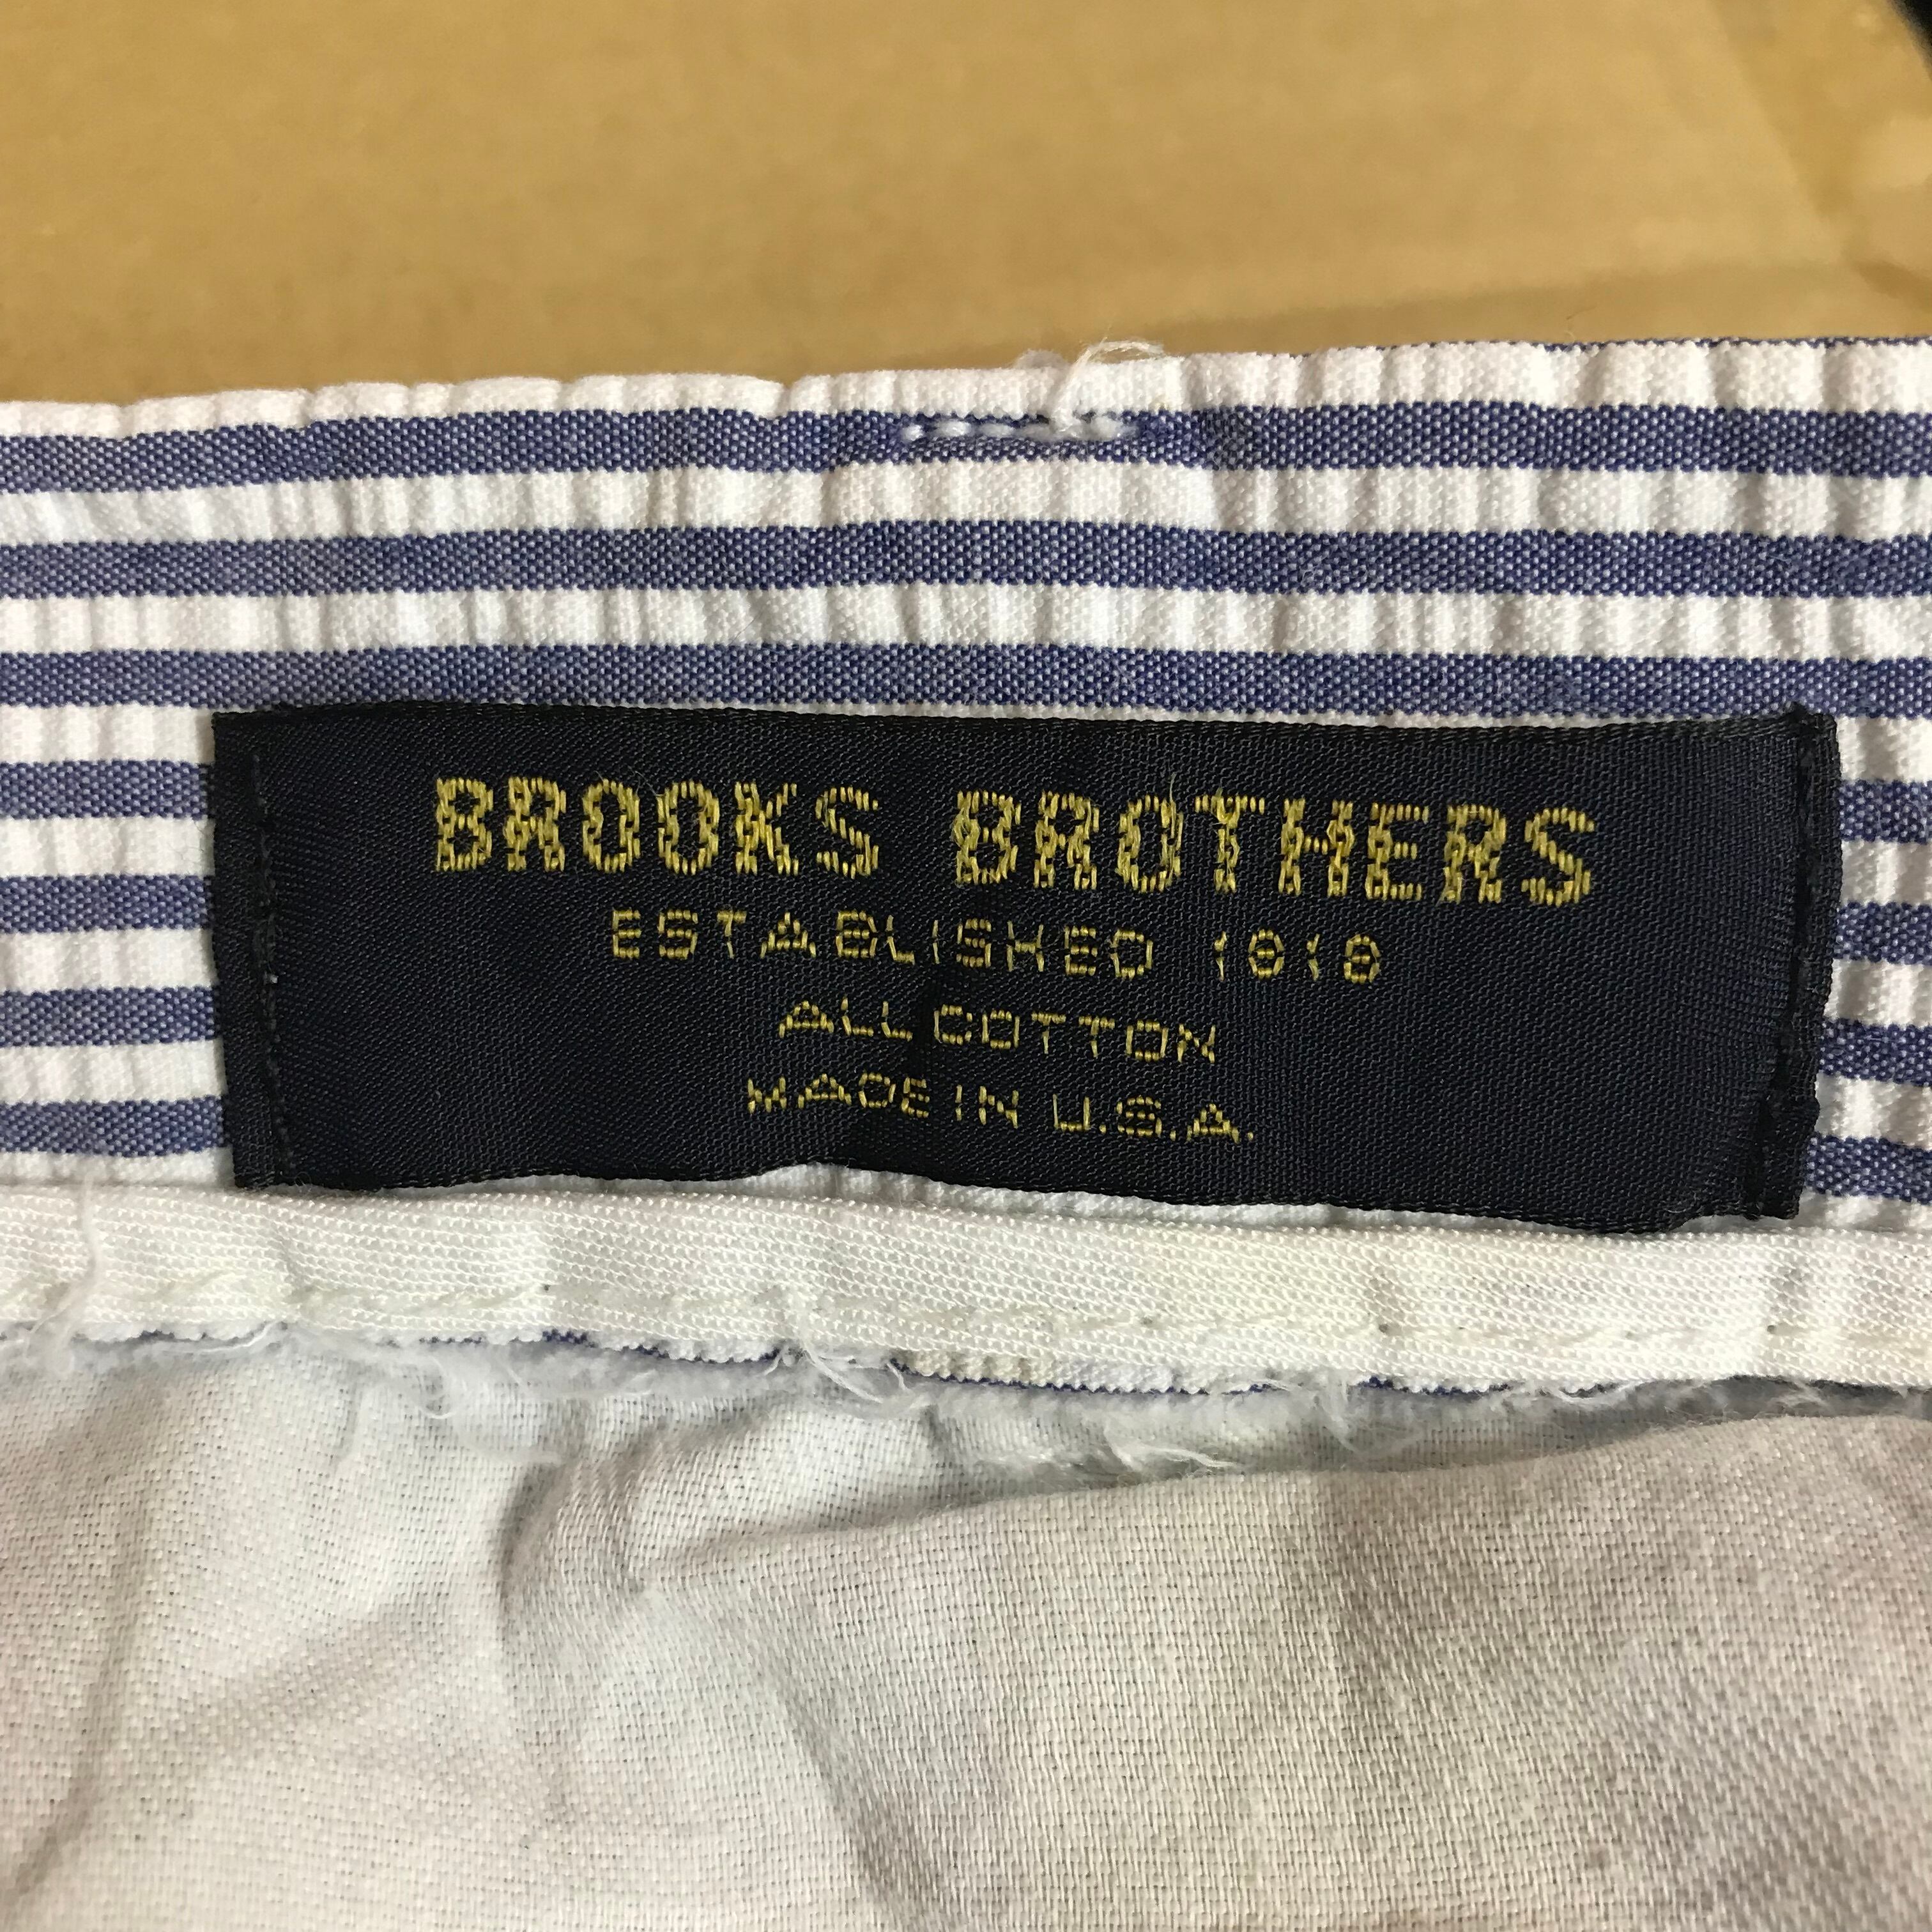 BROOKS BROTHERS
ESTABLISHED 1818
ALL COTTON
MADE IN U.S.A.